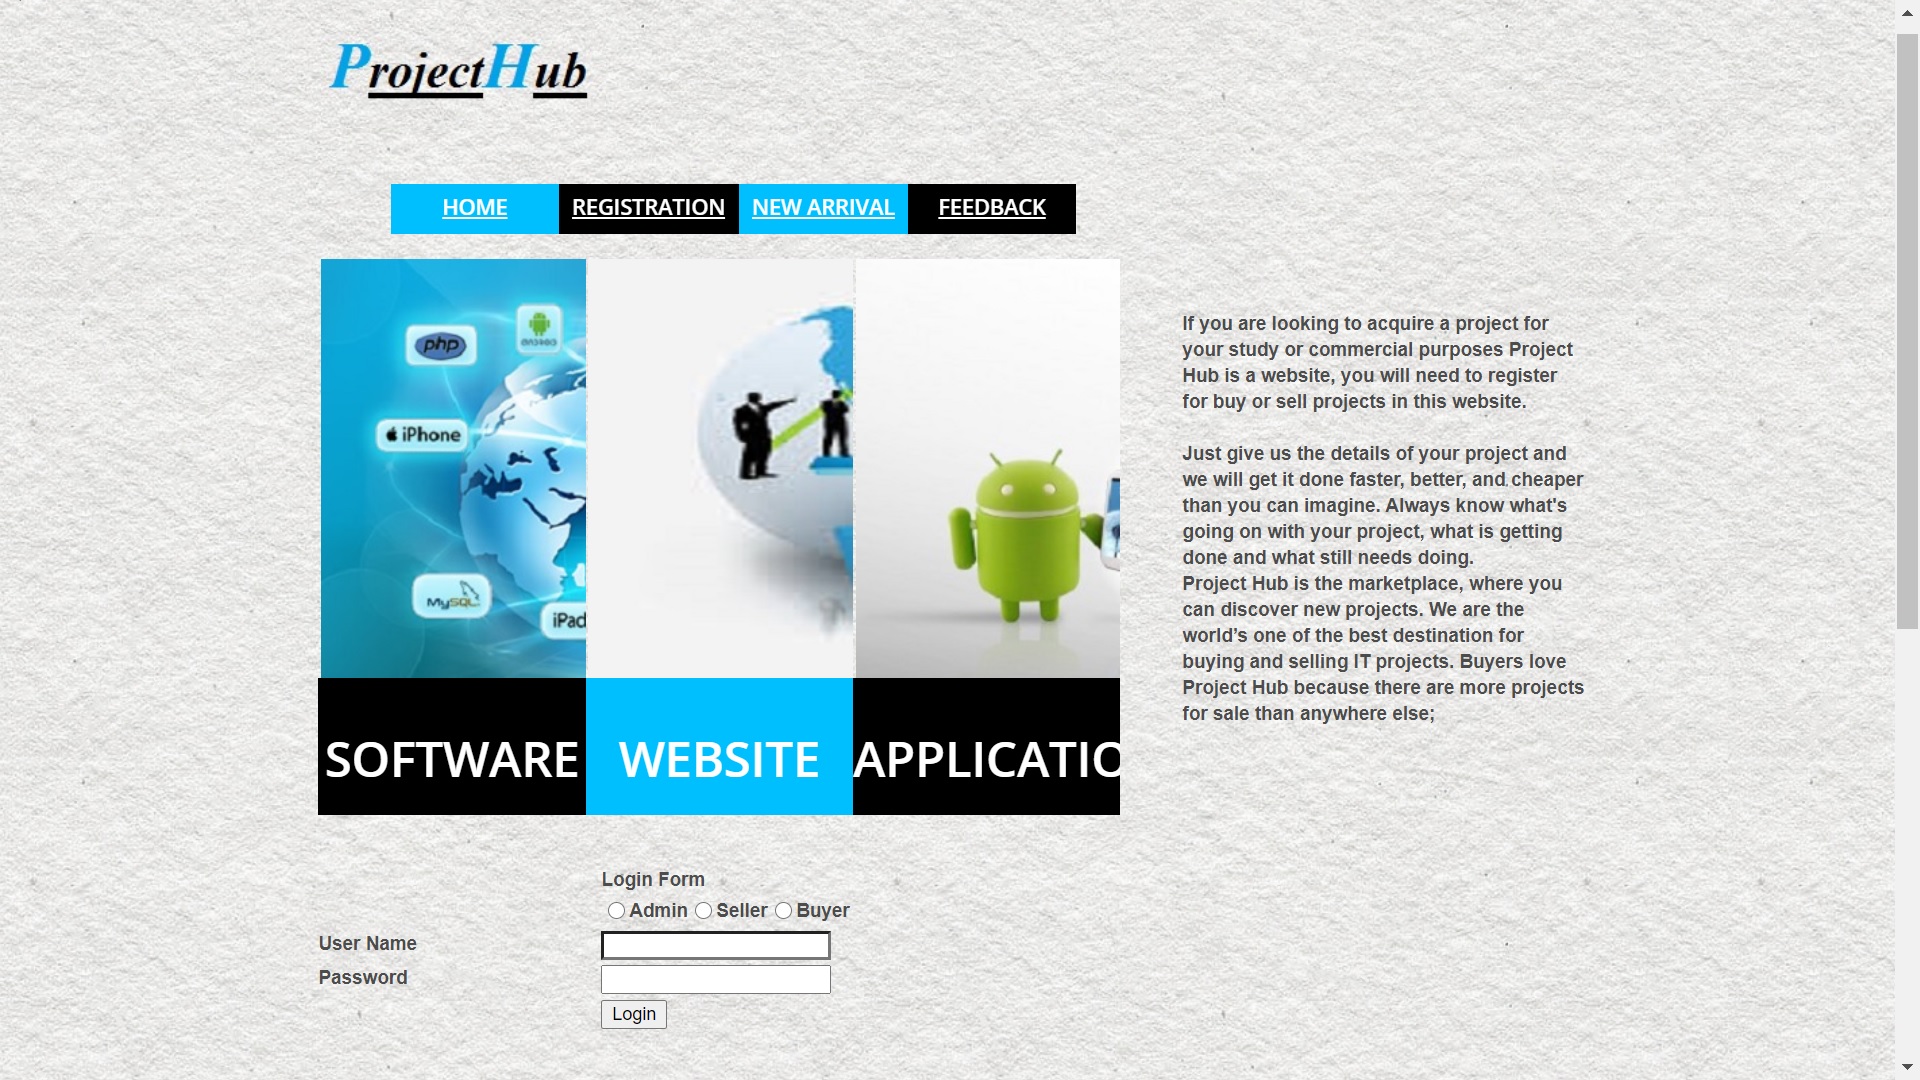 ProjectHub
HOME REGISTRATION NEW ARRIVAL FEEDBACK
php
ANDROID
iPhone
MySQL
iPad
SOFTWARE WEBSITE APPLICATIO
If you are looking to acquire a project for
your study or commercial purposes Project
Hub is a website, you will need to register
for buy or sell projects in this website.
Just give us the details of your project and
we will get it done faster, better, and cheaper
than you can imagine. Always know what's
going on with your project, what is getting
done and what still needs doing.
Project Hub is the marketplace, where you
can discover new projects. We are the
world’s one of the best destination for
buying and selling IT projects. Buyers love
Project Hub because there are more projects
for sale than anywhere else;
Login Form
Admin Seller Buyer
User Name
Password
Login